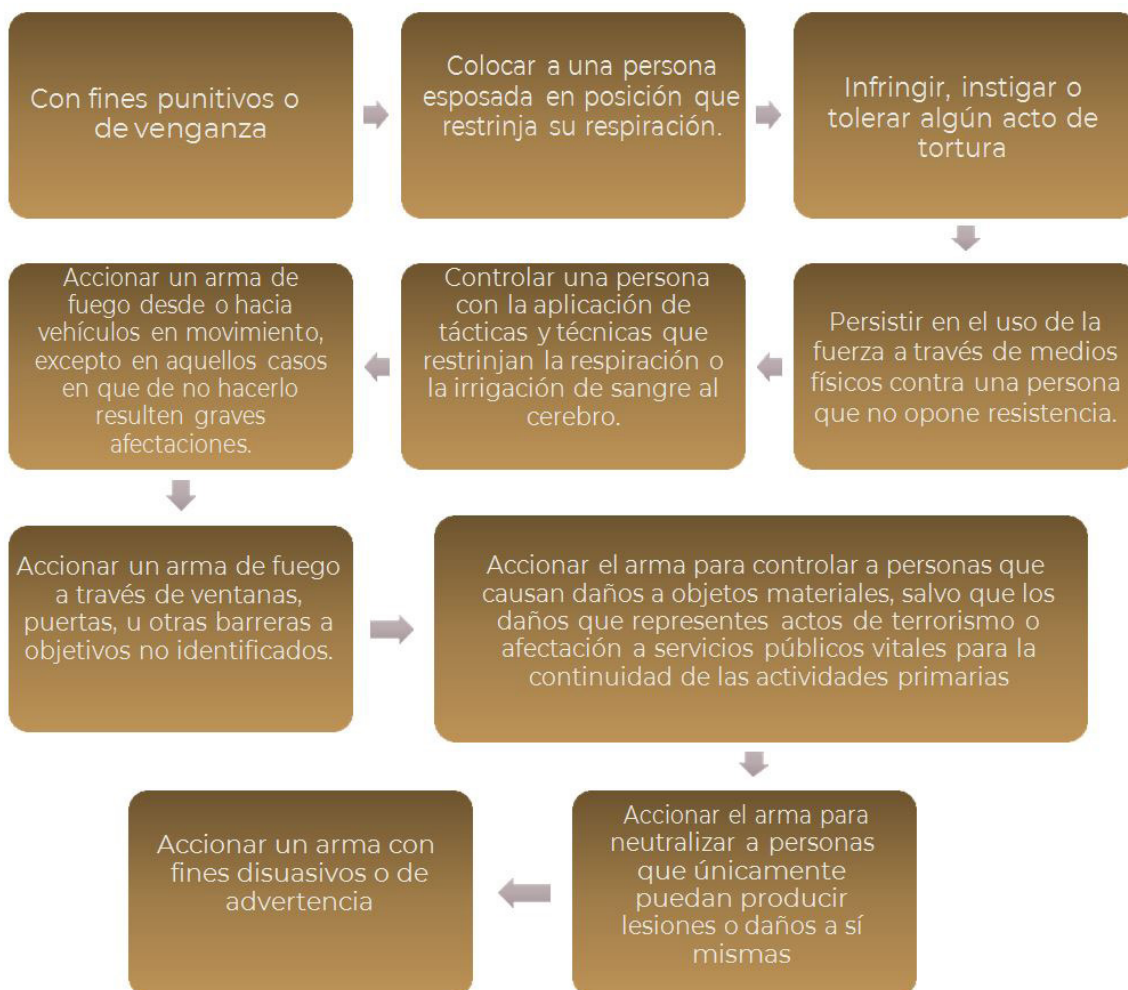 Con fines punitivos o
de venganza
Colocar a una persona
esposada en posición que
restrinja su respiración.
Infringir, instigar o
tolerar algún acto de
tortura
Persistir en el uso de la
fuerza a través de medios
físicos contra una persona
que no opone resistencia.
Controlar una persona
con la aplicación de
tácticas y técnicas que
restrinjan la respiración o
la irrigación de sangre al
cerebro.
Accionar un arma de
fuego desde o hacia
vehículos en movimiento,
excepto en aquellos casos
en que de no hacerlo
resulten graves
afectaciones.
Accionar un arma de fuego
a través de ventanas,
puertas, u otras barreras a
objetivos no identificados.
Accionar el arma para controlar a personas que
causan daños a objetos materiales, salvo que los
daños que representes actos de terrorismo o
afectación a servicios públicos vitales para la
continuidad de las actividades primarias
Accionar el arma para
neutralizar a personas
que únicamente
puedan producir
lesiones o daños a sí
mismas
Accionar un arma con
fines disuasivos o de
advertencia